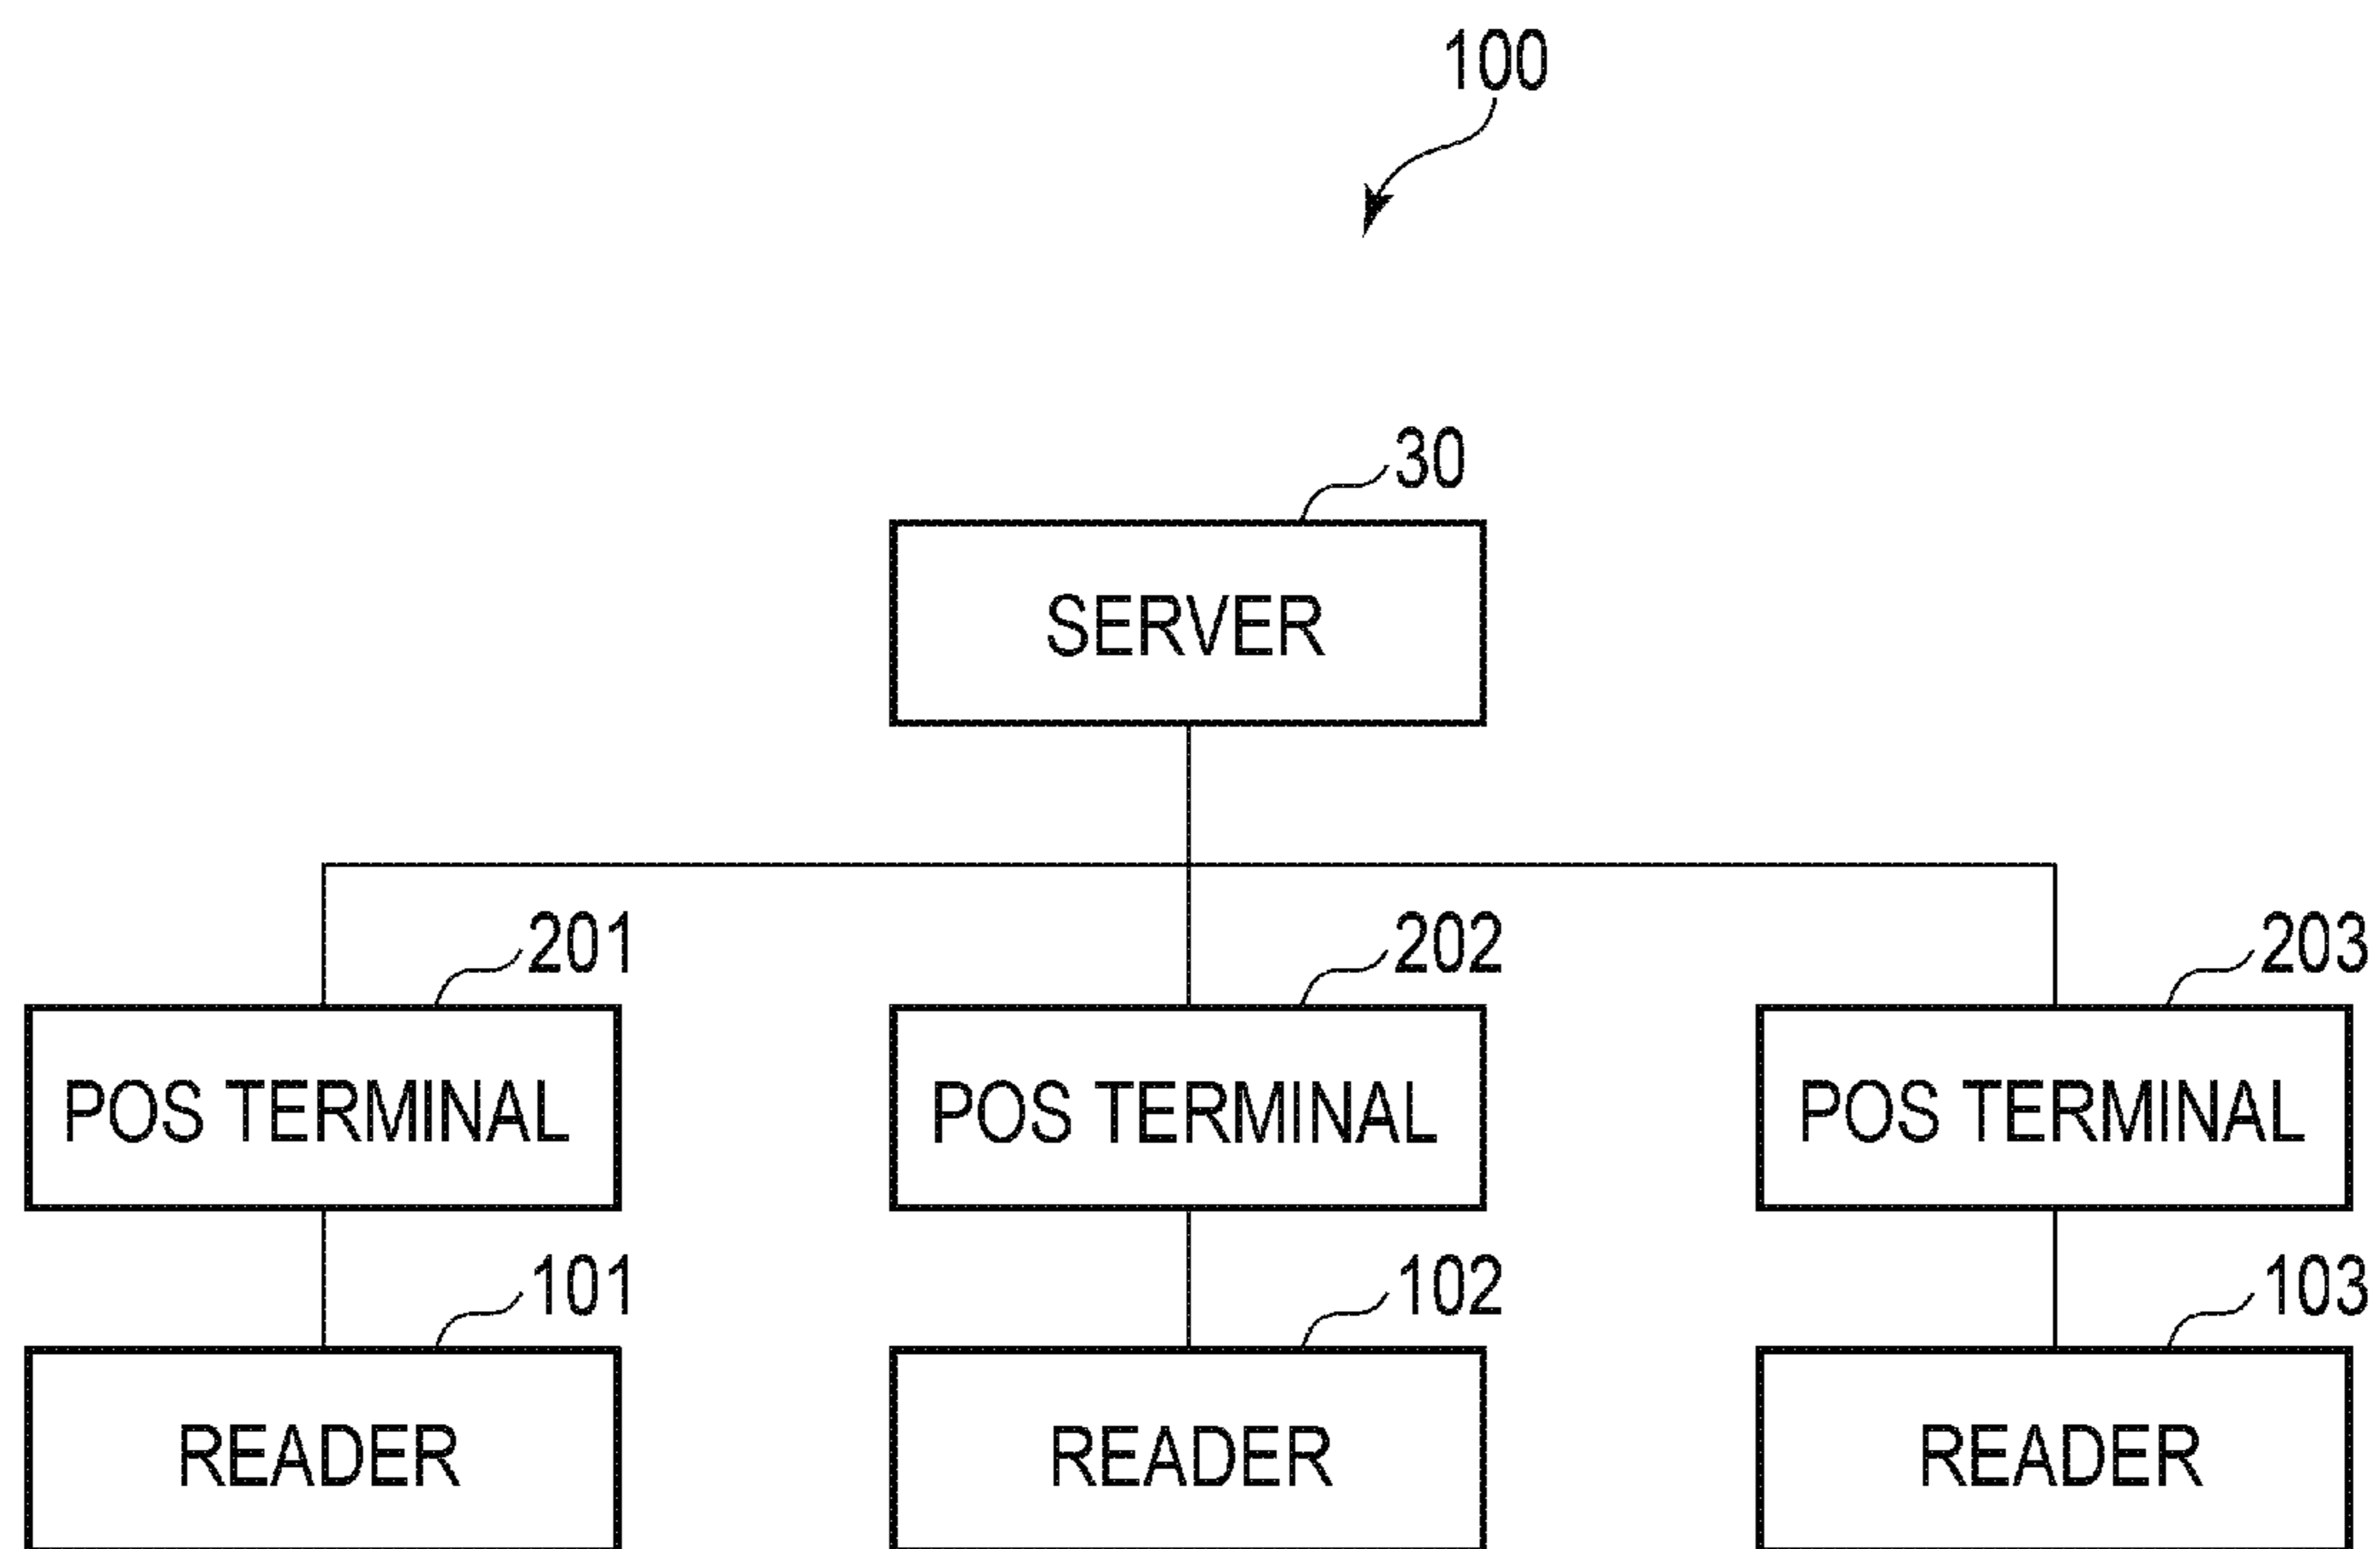 100
30
SERVER
201 202 203
POS TERMINAL POS TERMINAL POS TERMINAL
101 102 103
READER READER READER